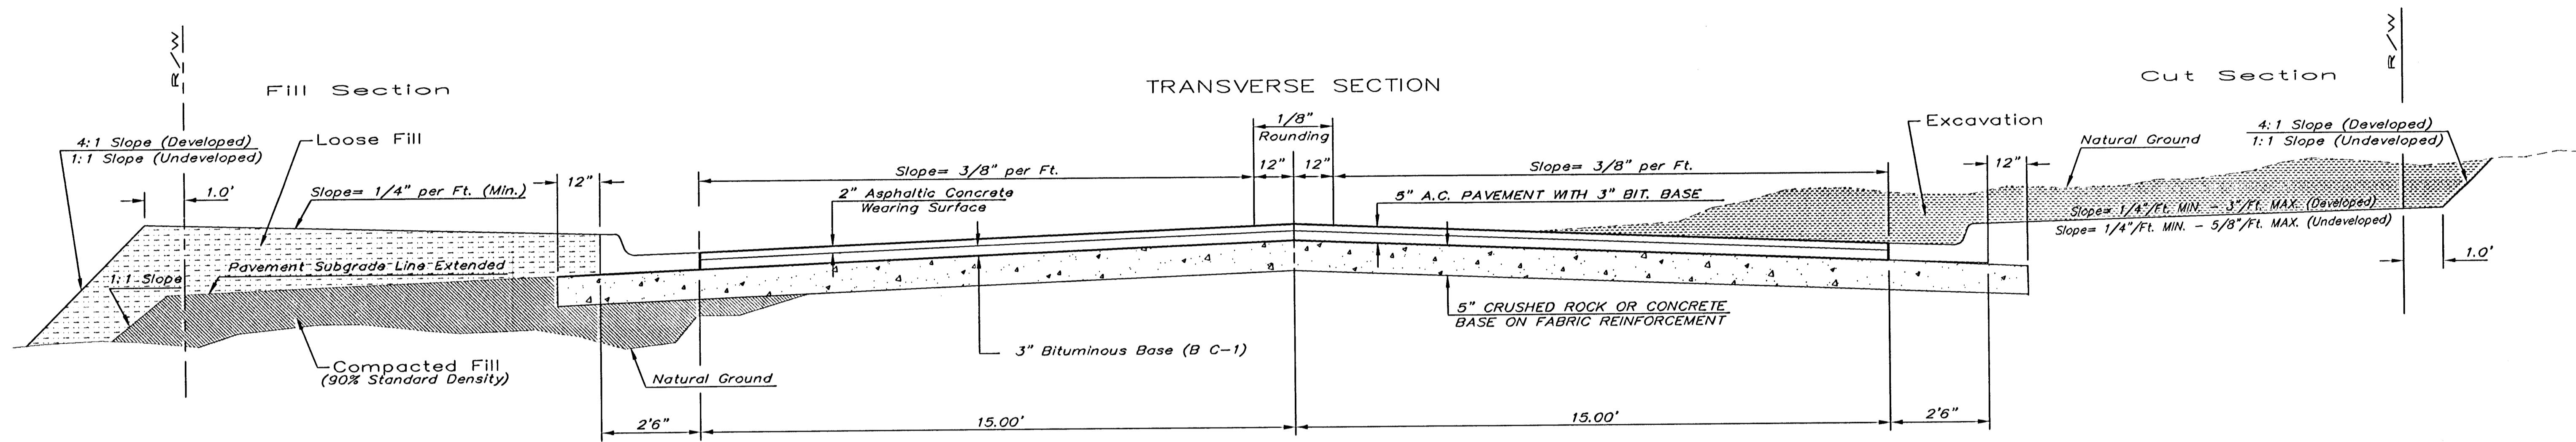 R/W
Fill Section
TRANSVERSE SECTION
Cut Section
R/W
4:1 Slope (Developed)
1:1 Slope (Undeveloped)
Loose Fill
1/8"
Rounding
Excavation
Natural Ground
4:1 Slope (Developed)
1:1 Slope (Undeveloped)
1.0'
Slope= 1/4" per Ft. (Min.)
12"
Slope= 3/8" per Ft.
12"
12"
Slope= 3/8" per Ft.
12"
2" Asphaltic Concrete
Wearing Surface
5" A.C. PAVEMENT WITH 3" BIT. BASE
Slope= 1/4"/Ft. MIN. - 3"/Ft. MAX. (Developed)
Slope= 1/4"/Ft. MIN. - 5/8"/Ft. MAX. (Undeveloped)
1.0'
Pavement Subgrade Line Extended
1:1 Slope
5" CRUSHED ROCK OR CONCRETE
BASE ON FABRIC REINFORCEMENT
3" Bituminous Base (B C-1)
Compacted Fill
(90% Standard Density)
Natural Ground
2'6"
15.00'
15.00'
2'6"